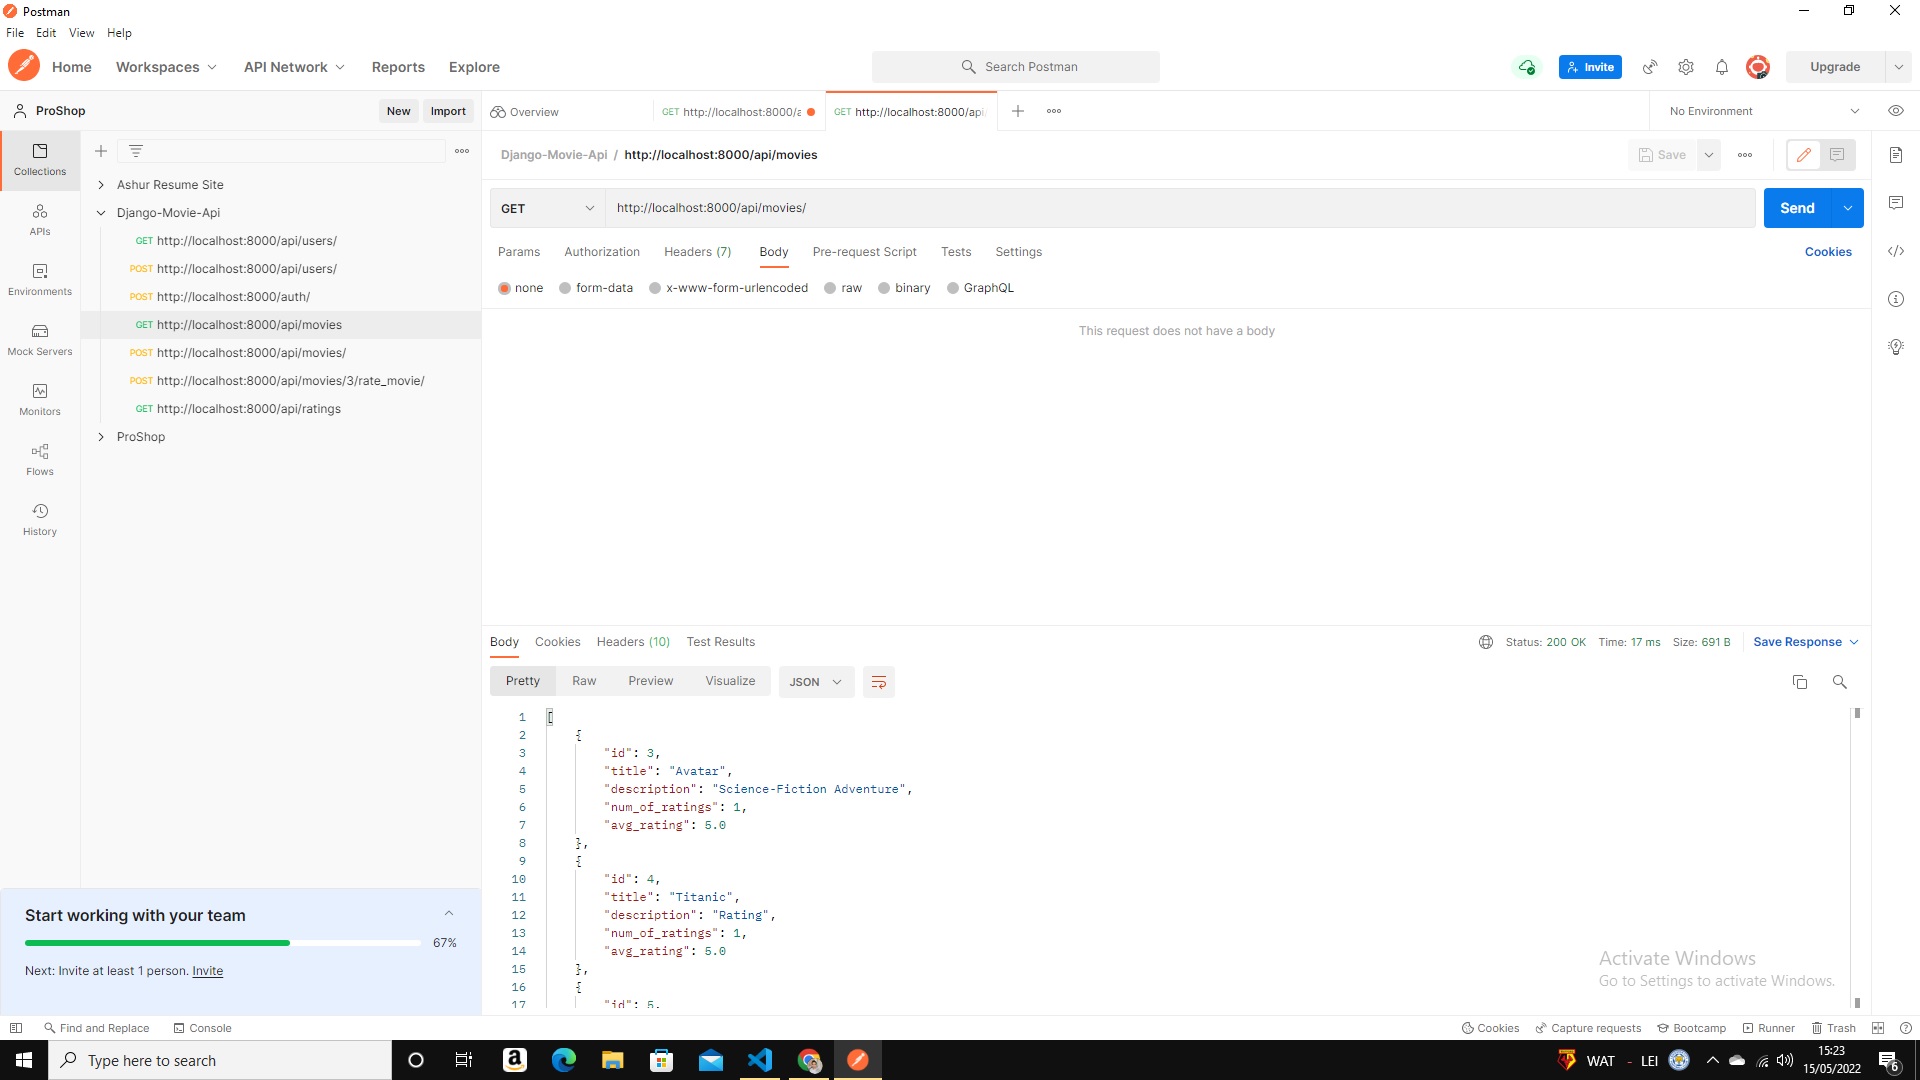 Postman
File Edit View Help
Home Workspaces API Network Reports Explore
Search Postman
Invite
Upgrade
ProShop
New Import
Overview
GET http://localhost:8000/a
GET http://localhost:8000/api
No Environment
Collections
APIs
Environments
Mock Servers
Monitors
Flows
History
Ashur Resume Site
Django-Movie-Api
GET http://localhost:8000/api/users/
POST http://localhost:8000/api/users/
POST http://localhost:8000/auth/
GET http://localhost:8000/api/movies
POST http://localhost:8000/api/movies/
POST http://localhost:8000/api/movies/3/rate_movie/
GET http://localhost:8000/api/ratings
ProShop
Django-Movie-Api / http://localhost:8000/api/movies
Save
GET http://localhost:8000/api/movies/
Send
Params Authorization Headers (7) Body Pre-request Script Tests Settings
Cookies
none form-data x-www-form-urlencoded raw binary GraphQL
This request does not have a body
Body Cookies Headers (10) Test Results
Status: 200 OK Time: 17 ms Size: 691 B Save Response
Pretty Raw Preview Visualize JSON
1 [
2 {
3 "id": 3,
4 "title": "Avatar",
5 "description": "Science-Fiction Adventure",
6 "num_of_ratings": 1,
7 "avg_rating": 5.0
8 },
9 {
10 "id": 4,
11 "title": "Titanic",
12 "description": "Rating",
13 "num_of_ratings": 1,
14 "avg_rating": 5.0
15 },
16 {
17 "id": 5,
Start working with your team
67%
Next: Invite at least 1 person. Invite
Activate Windows
Go to Settings to activate Windows.
Find and Replace Console
Cookies Capture requests Bootcamp Runner Trash
Type here to search
WAT - LEI
15:23
15/05/2022
6